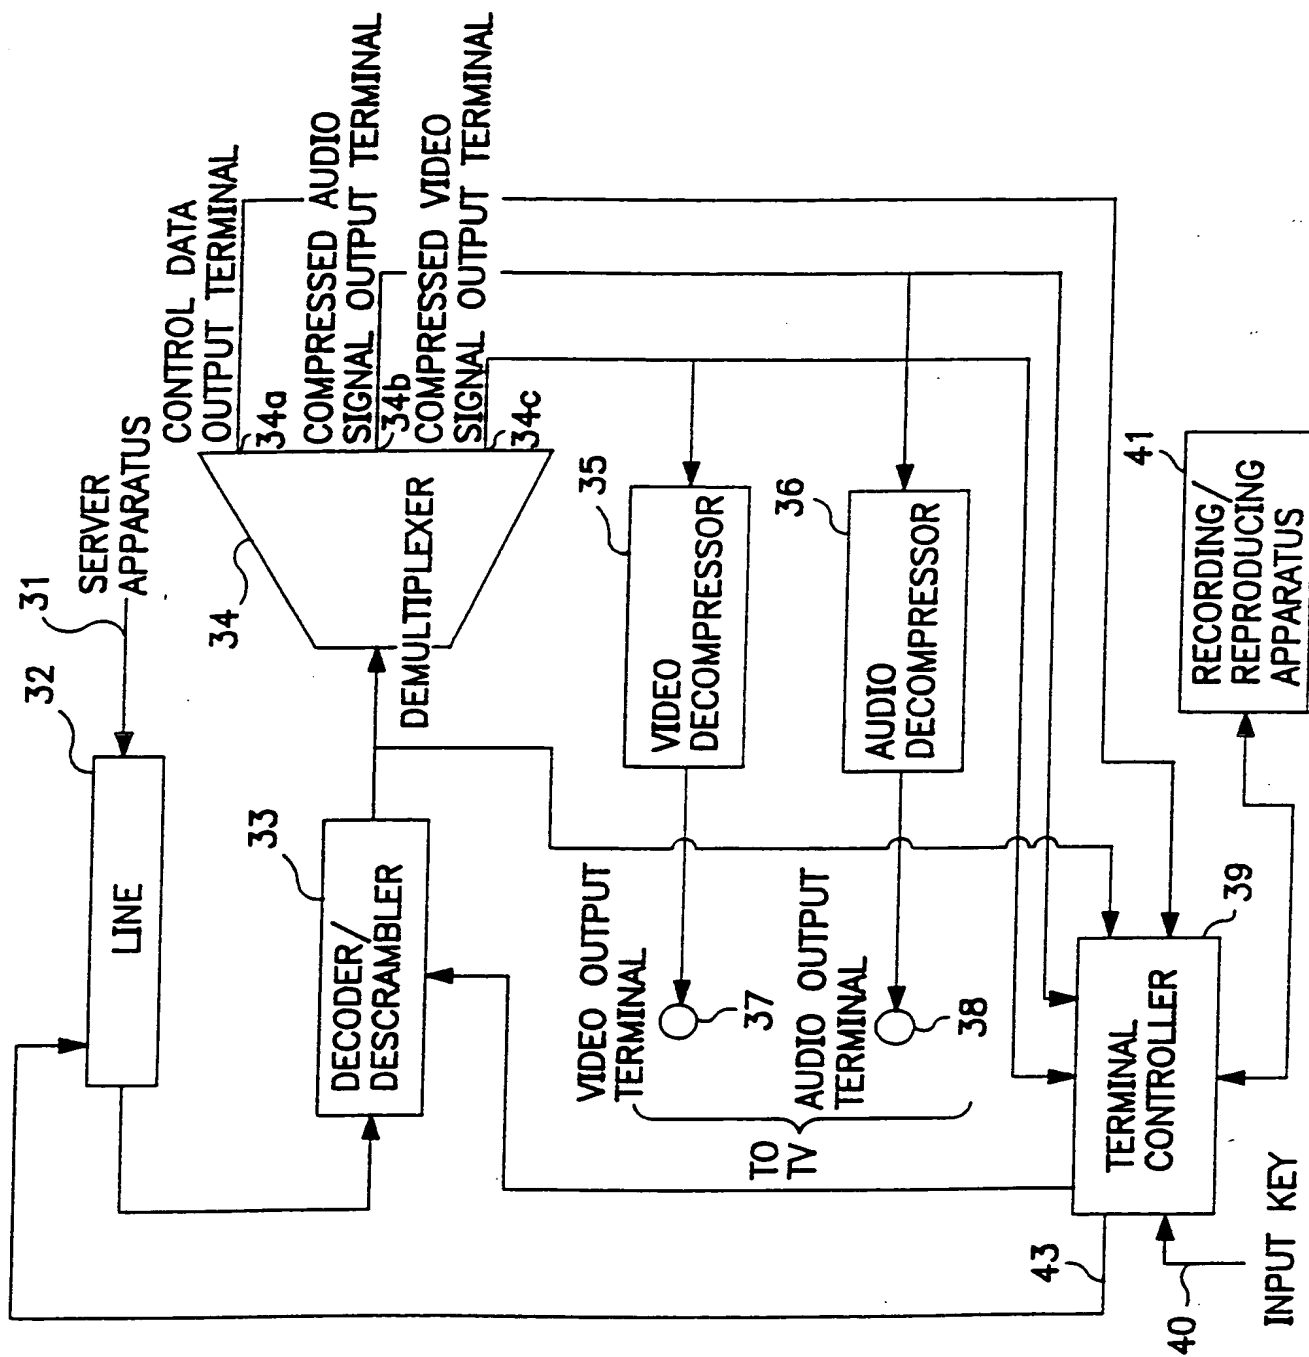 SERVER
APPARATUS
31
32
LINE
33
DECODER/
DESCRAMBLER
34
DEMULTIPLEXER
CONTROL DATA
OUTPUT TERMINAL
34a
COMPRESSED AUDIO
SIGNAL OUTPUT TERMINAL
34b
COMPRESSED VIDEO
SIGNAL OUTPUT TERMINAL
34c
35
VIDEO
DECOMPRESSOR
36
AUDIO
DECOMPRESSOR
VIDEO OUTPUT
TERMINAL
37
AUDIO OUTPUT
TERMINAL
38
TO
TV
39
TERMINAL
CONTROLLER
41
RECORDING/
REPRODUCING
APPARATUS
43
40
INPUT KEY